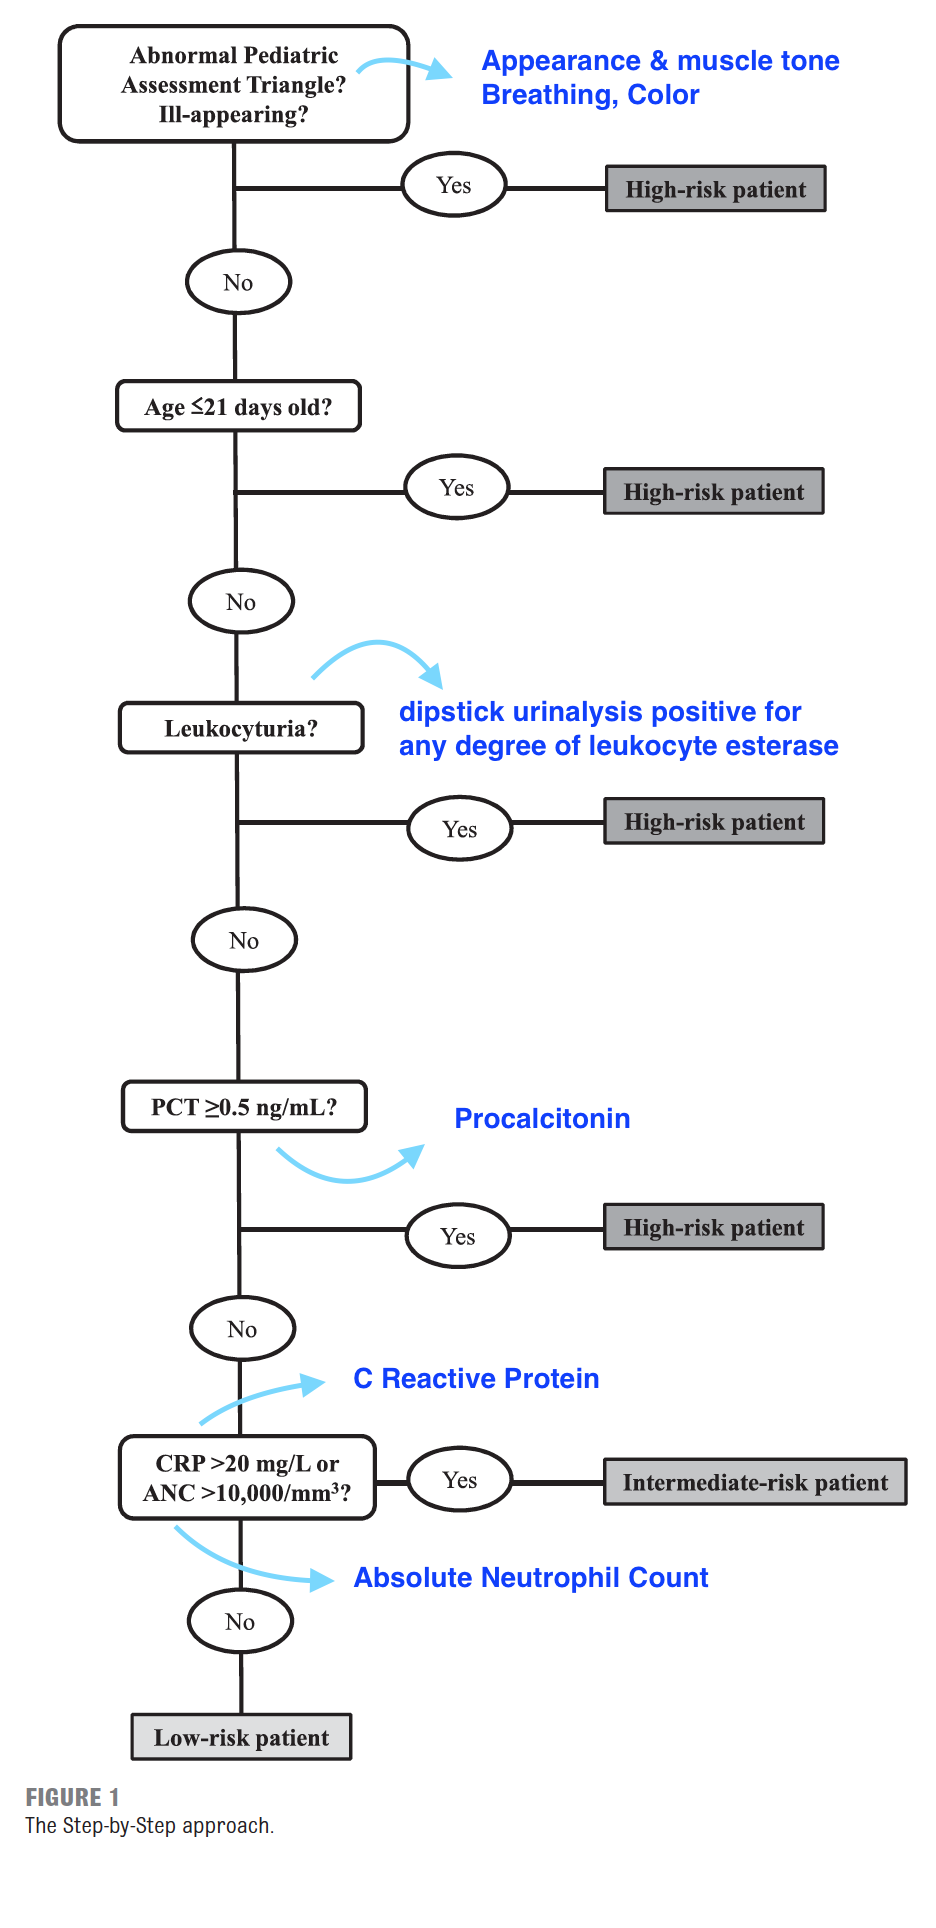 Abnormal Pediatric
Assessment Triangle?
Ill-appearing?
Appearance & muscle tone
Breathing, Color
Yes
High-risk patient
No
Age ≤21 days old?
Yes
High-risk patient
No
Leukocyturia?
dipstick urinalysis positive for
any degree of leukocyte esterase
Yes
High-risk patient
No
PCT ≥0.5 ng/mL?
Procalcitonin
Yes
High-risk patient
No
C Reactive Protein
CRP >20 mg/L or
ANC >10,000/mm³?
Yes
Intermediate-risk patient
Absolute Neutrophil Count
No
Low-risk patient
FIGURE 1
The Step-by-Step approach.